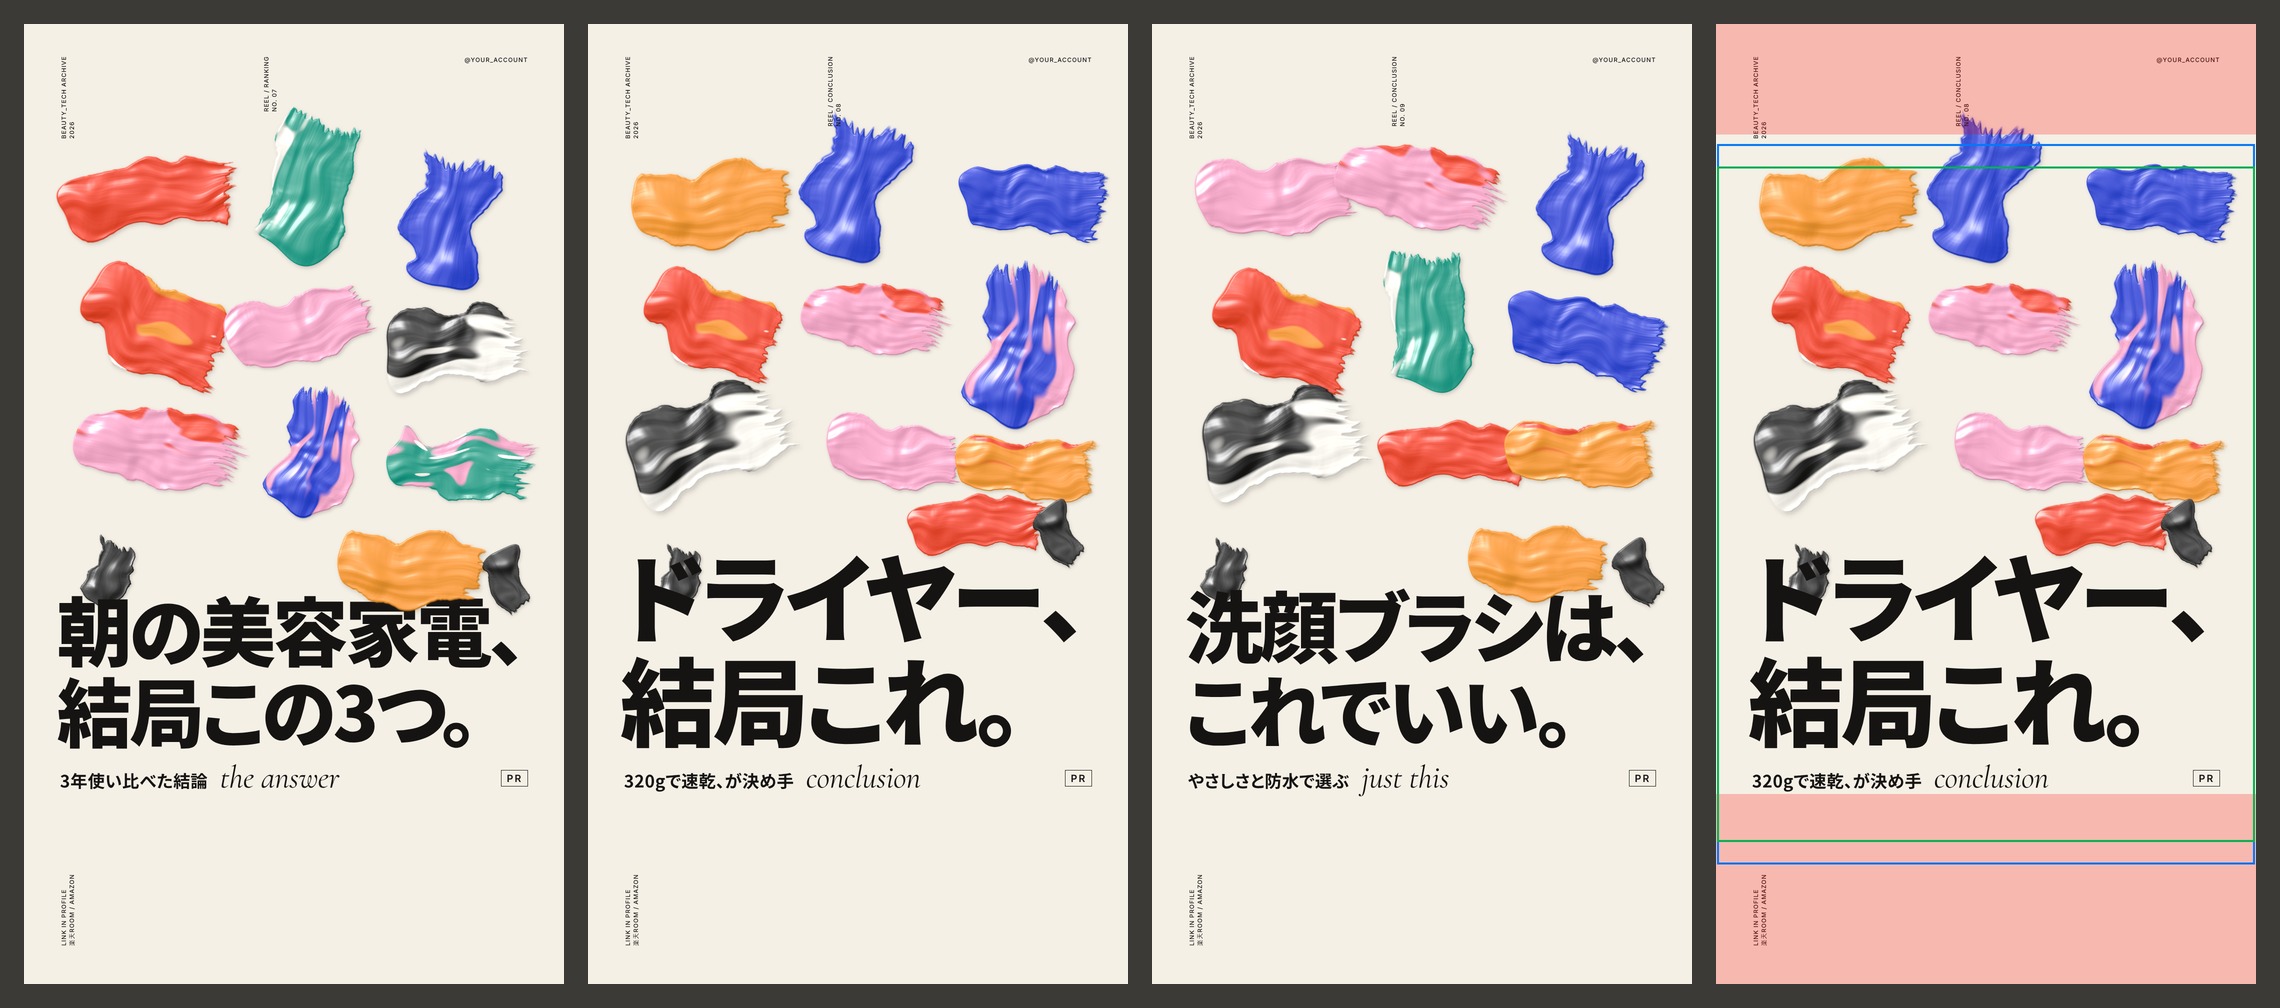 BEAUTY_TECH ARCHIVE
2026
REEL / RANKING
NO. 07
@YOUR_ACCOUNT
朝の美容家電、
結局この3つ。
3年使い比べた結論 the answer
PR
LINK IN PROFILE
楽天ROOM / AMAZON
BEAUTY_TECH ARCHIVE
2026
REEL / CONCLUSION
NO. 08
@YOUR_ACCOUNT
ドライヤー、
結局これ。
320gで速乾、が決め手 conclusion
PR
LINK IN PROFILE
楽天ROOM / AMAZON
BEAUTY_TECH ARCHIVE
2026
REEL / CONCLUSION
NO. 09
@YOUR_ACCOUNT
洗顔ブラシは、
これでいい。
やさしさと防水で選ぶ just this
PR
LINK IN PROFILE
楽天ROOM / AMAZON
BEAUTY_TECH ARCHIVE
2026
REEL / CONCLUSION
NO. 08
@YOUR_ACCOUNT
ドライヤー、
結局これ。
320gで速乾、が決め手 conclusion
PR
LINK IN PROFILE
楽天ROOM / AMAZON